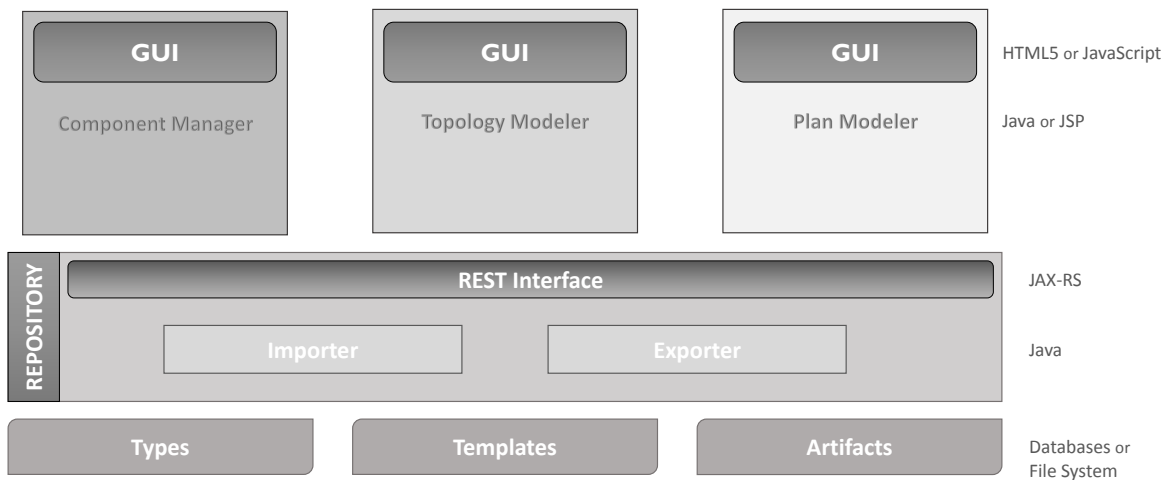 GUI
GUI
GUI
HTML5 or JavaScript
Component Manager
Topology Modeler
Plan Modeler
Java or JSP
REPOSITORY
REST Interface
JAX-RS
Importer
Exporter
Java
Types
Templates
Artifacts
Databases or
File System